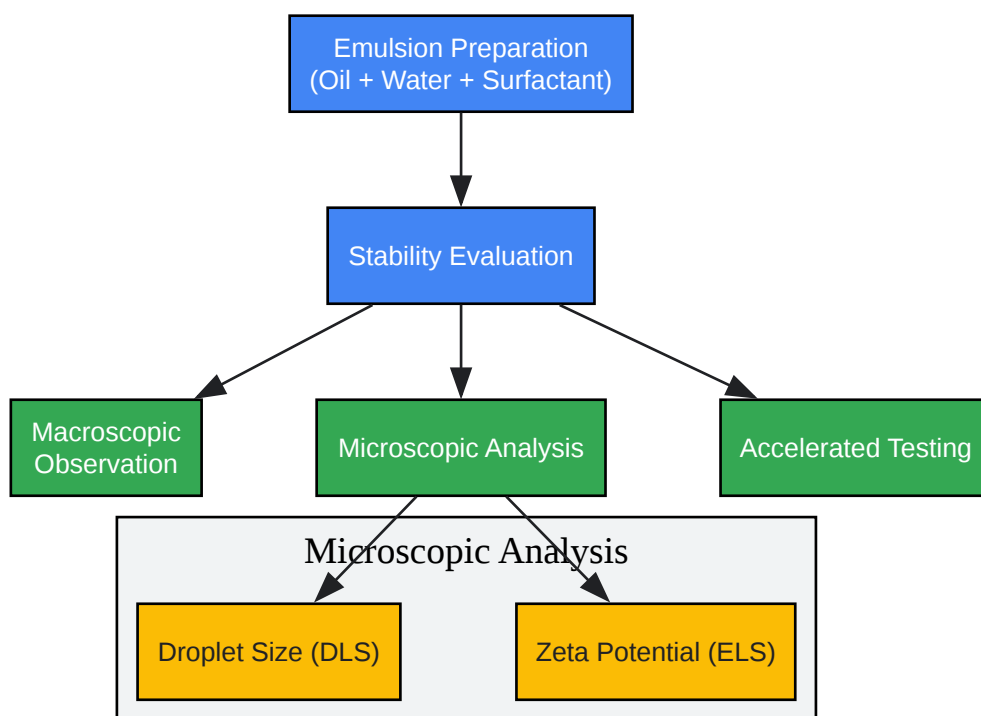 Emulsion Preparation
(Oil + Water + Surfactant)
Stability Evaluation
Macroscopic
Observation
Microscopic Analysis
Accelerated Testing
Microscopic Analysis
Droplet Size (DLS)
Zeta Potential (ELS)